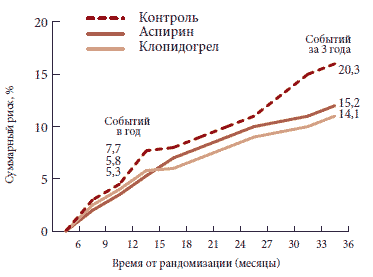 20
15
10
5
0
Суммарный риск, %
Контроль
Аспирин
Клопидогрел
Событий
за 3 года
20,3
15,2
14,1
Событий
в год
7,7
5,8
5,3
6 9 12 15 18 21 24 27 30 33 36
Время от рандомизации (месяцы)